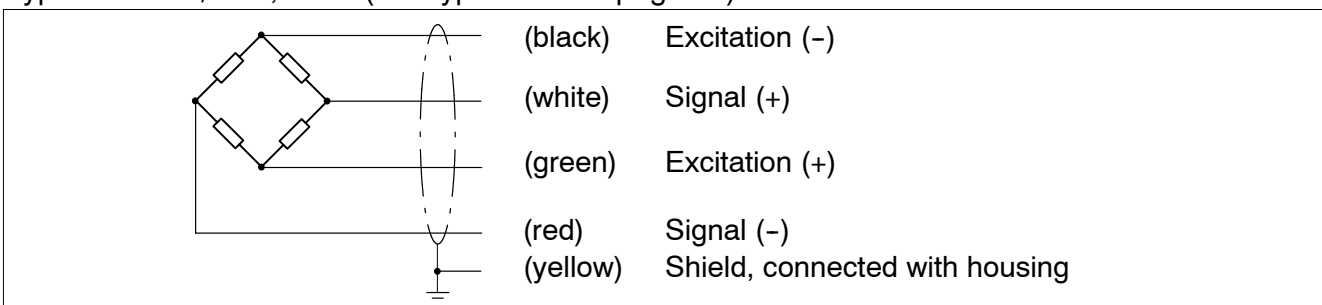 (black) Excitation (-)
(white) Signal (+)
(green) Excitation (+)
(red) Signal (-)
(yellow) Shield, connected with housing